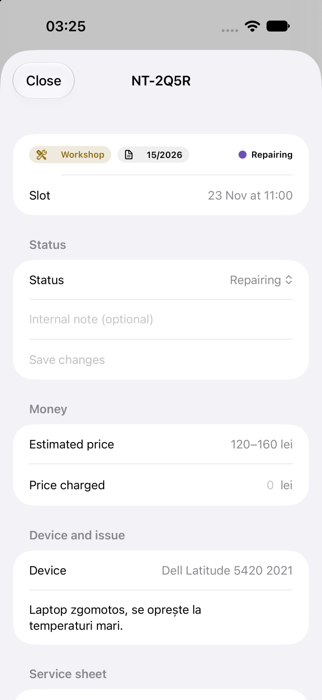 03:25
Close
NT-2Q5R
Workshop
15/2026
Repairing
Slot
23 Nov at 11:00
Status
Status
Repairing
Internal note (optional)
Save changes
Money
Estimated price
120–160 lei
Price charged
0 lei
Device and issue
Device
Dell Latitude 5420 2021
Laptop zgomotos, se oprește la
temperaturi mari.
Service sheet